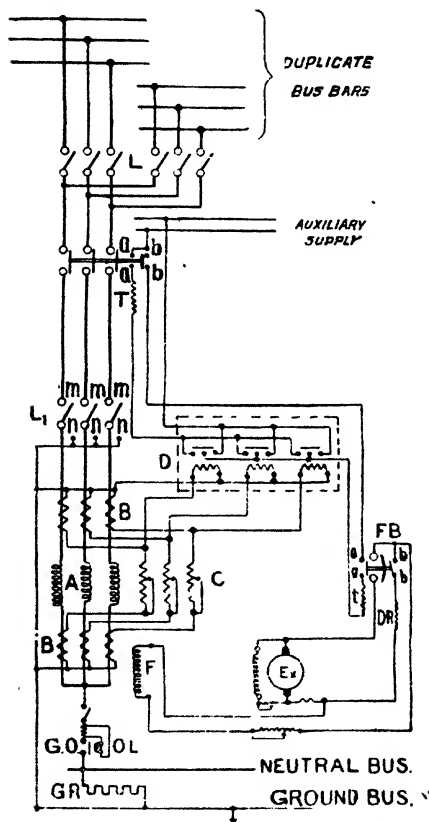 DUPLICATE
BUS BARS
L
AUXILIARY
SUPPLY
a b
a b
T
m m m
L1 n n n
D
B
FB
A
C
a b
a b
t
DR
B
F
Ex
G.O. OL
NEUTRAL BUS.
GR
GROUND BUS.